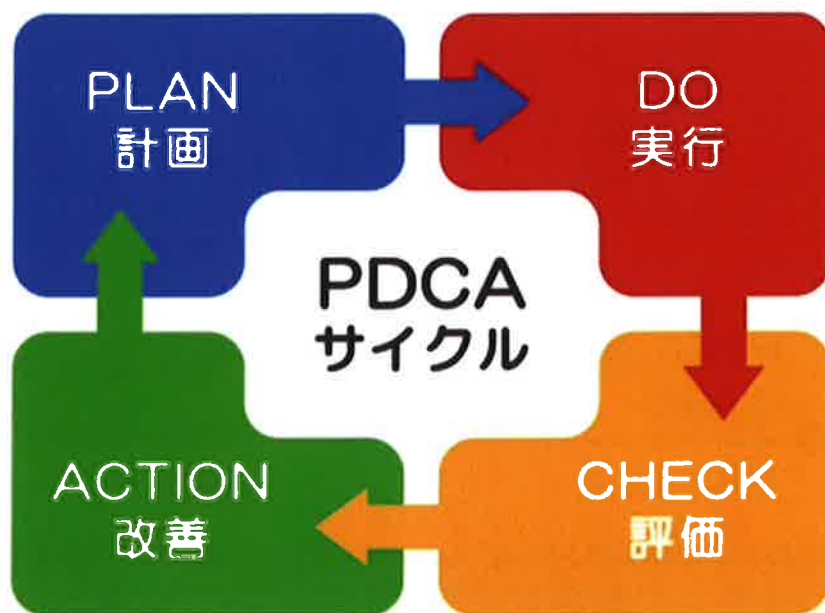 PLAN
計画
DO
実行
PDCA
サイクル
ACTION
改善
CHECK
評価